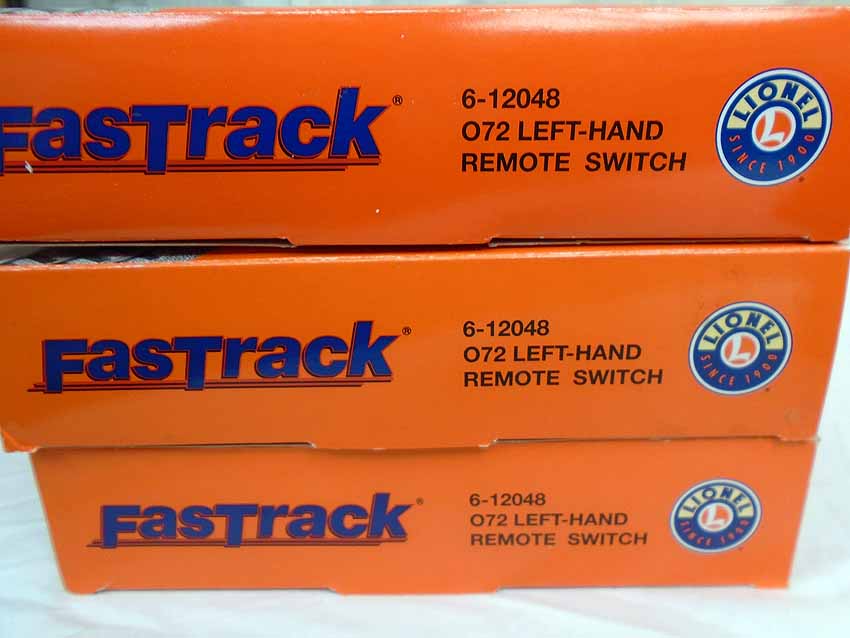 FasTrack®
6-12048
O72 LEFT-HAND
REMOTE SWITCH
LIONEL
L
SINCE 1900
FasTrack®
6-12048
O72 LEFT-HAND
REMOTE SWITCH
LIONEL
L
SINCE 1900
FasTrack®
6-12048
O72 LEFT-HAND
REMOTE SWITCH
LIONEL
L
SINCE 1900